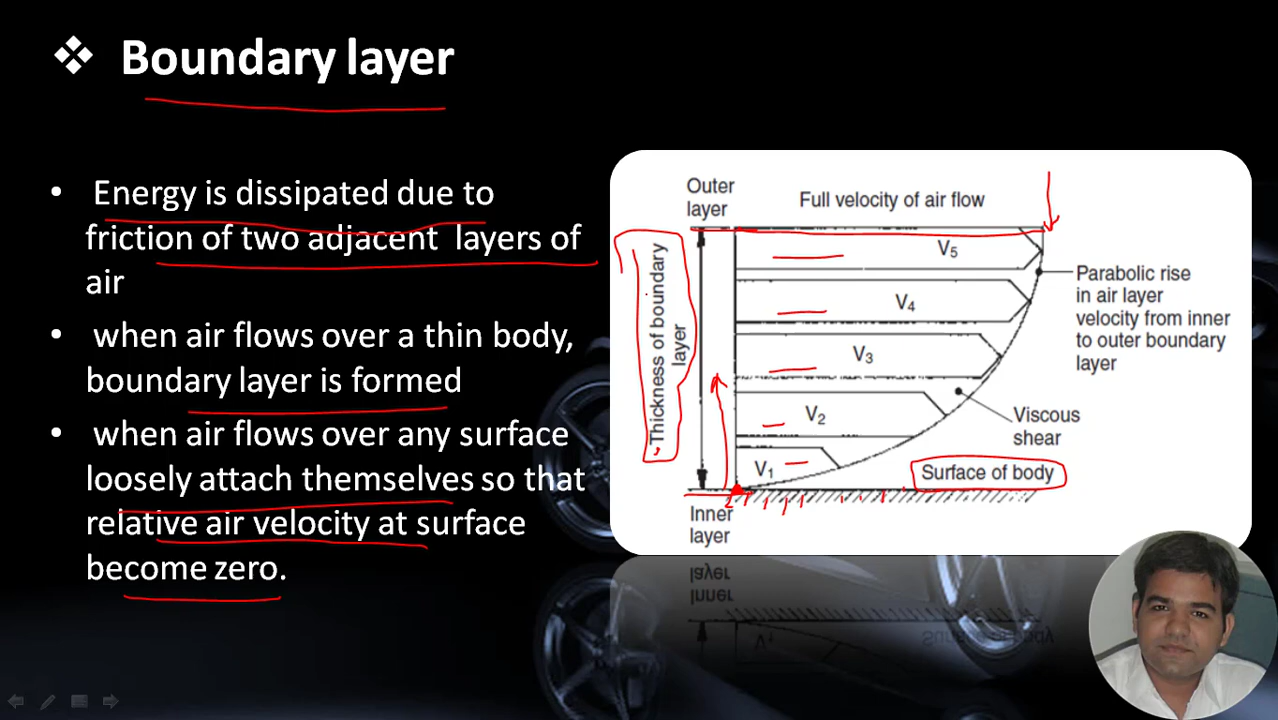 Boundary layer
Energy is dissipated due to
friction of two adjacent layers of
air
when air flows over a thin body,
boundary layer is formed
when air flows over any surface
loosely attach themselves so that
relative air velocity at surface
become zero.
Outer
layer
Full velocity of air flow
Thickness of boundary
layer
V5
V4
V3
V2
V1
Parabolic rise
in air layer
velocity from inner
to outer boundary
layer
Viscous
shear
Surface of body
Inner
layer